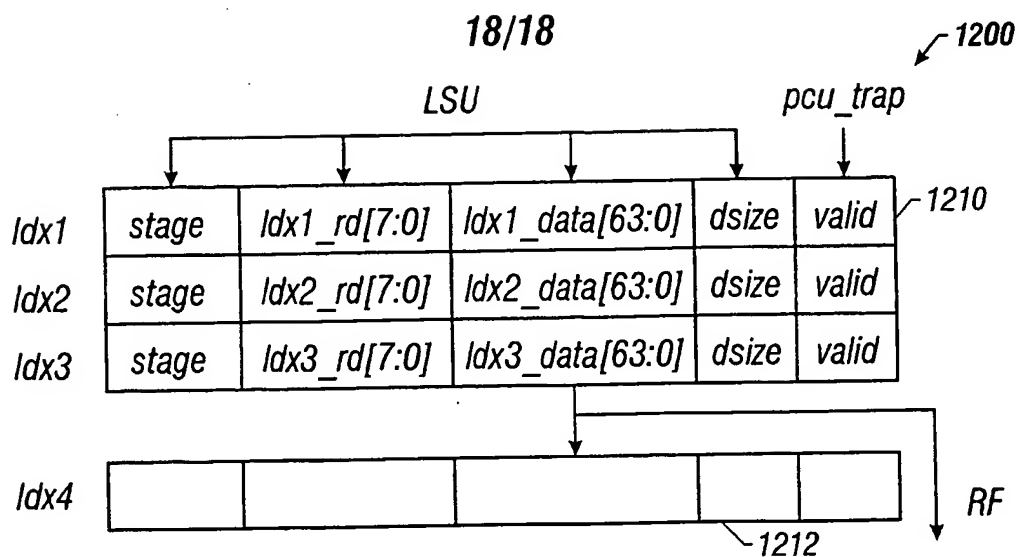 18/18
1200
LSU
pcu_trap
ldx1 stage ldx1_rd[7:0] ldx1_data[63:0] dsize valid 1210
ldx2 stage ldx2_rd[7:0] ldx2_data[63:0] dsize valid
ldx3 stage ldx3_rd[7:0] ldx3_data[63:0] dsize valid
ldx4
RF
1212